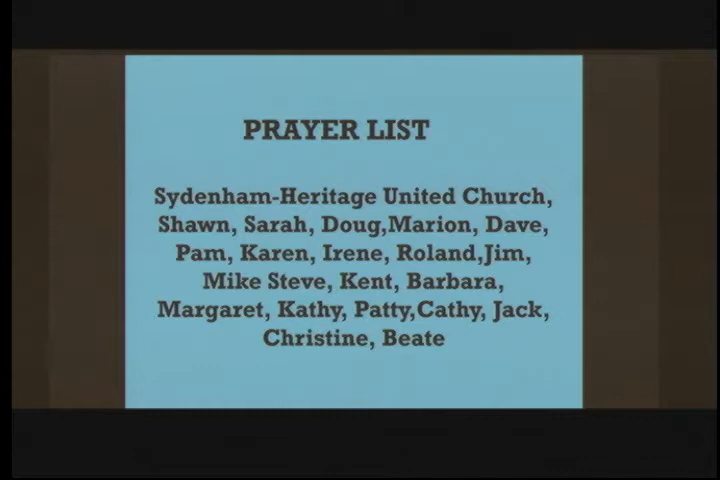 PRAYER LIST
Sydenham-Heritage United Church,
Shawn, Sarah, Doug,Marion, Dave,
Pam, Karen, Irene, Roland,Jim,
Mike Steve, Kent, Barbara,
Margaret, Kathy, Patty,Cathy, Jack,
Christine, Beate